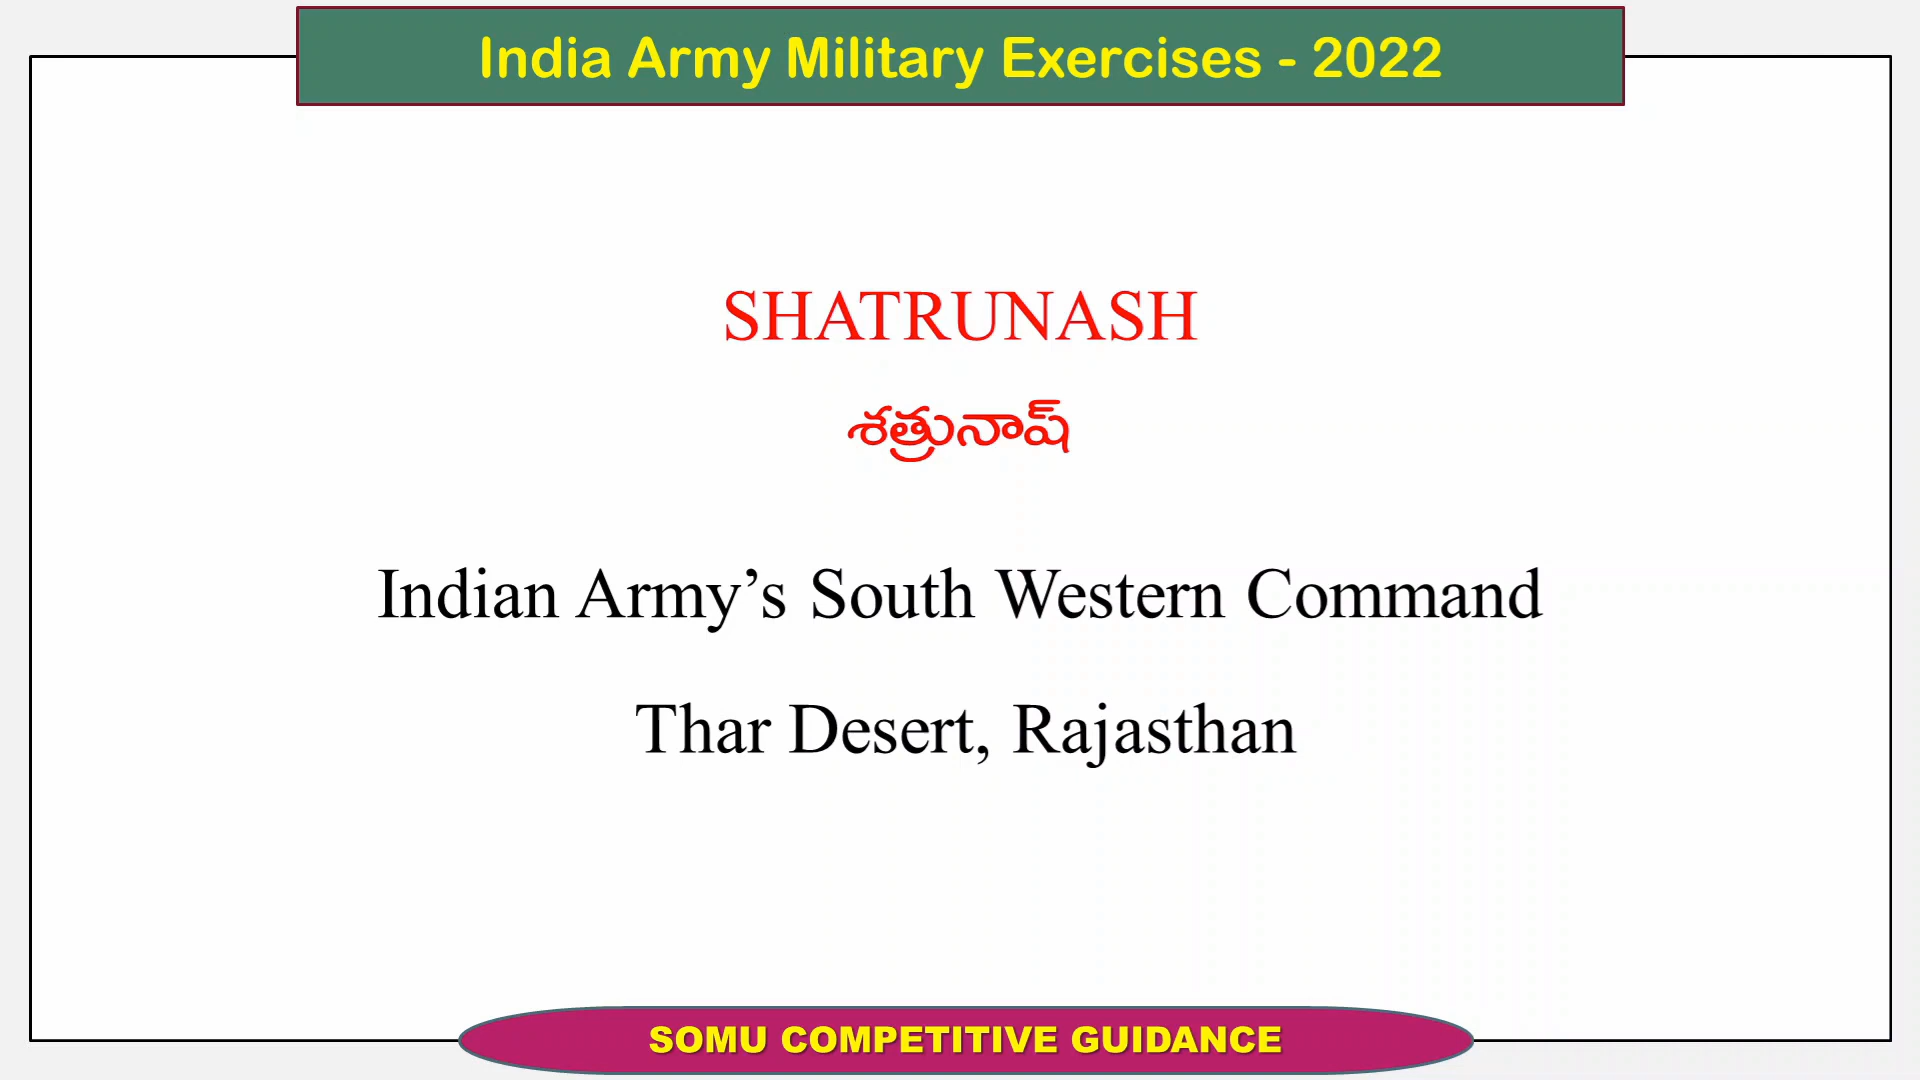 India Army Military Exercises - 2022
SHATRUNASH
శత్రునాష్
Indian Army’s South Western Command
Thar Desert, Rajasthan
SOMU COMPETITIVE GUIDANCE